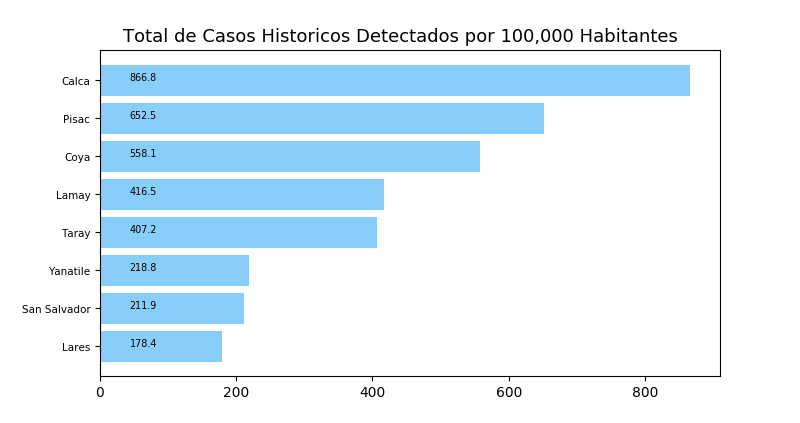 Total de Casos Historicos Detectados por 100,000 Habitantes
Calca 866.8
Pisac 652.5
Coya 558.1
Lamay 416.5
Taray 407.2
Yanatile 218.8
San Salvador 211.9
Lares 178.4
0 200 400 600 800